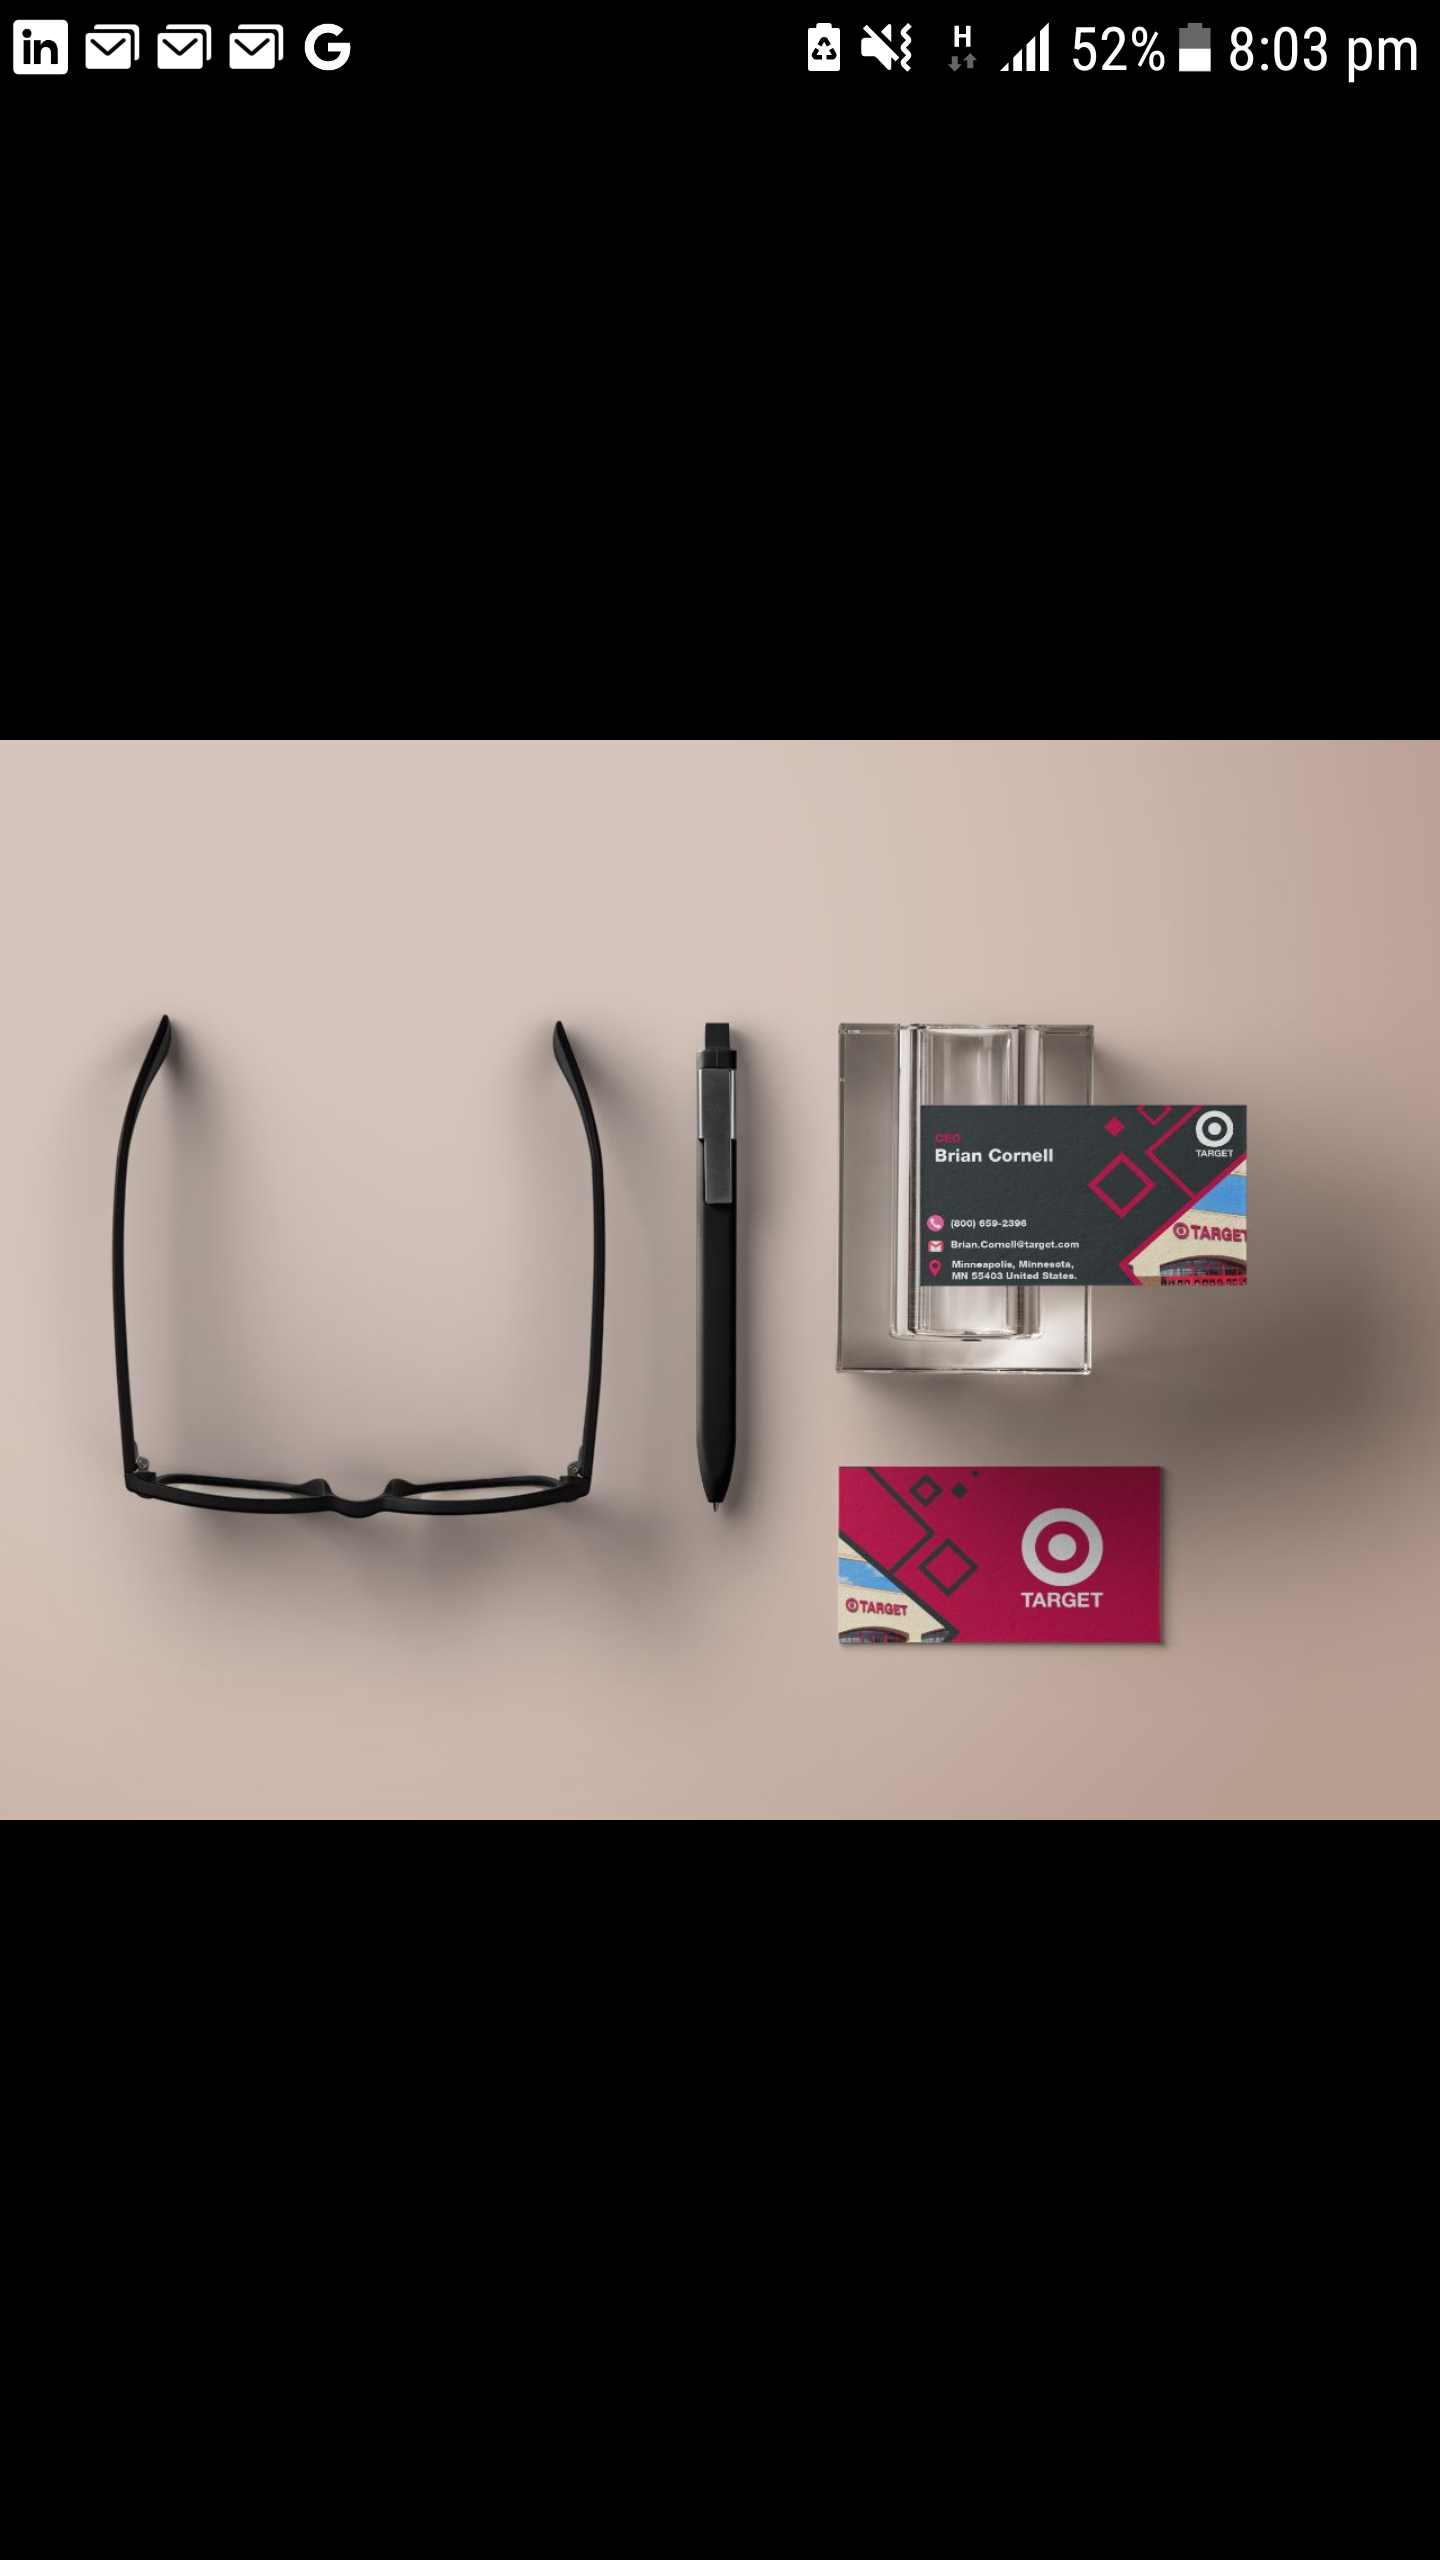 in
G
H
52%
8:03 pm
CEO
Brian Cornell
TARGET
(800) 659-2396
Brian.Cornell@target.com
Minneapolis, Minnesota,
MN 55403 United States.
TARGET
TARGET
TARGET